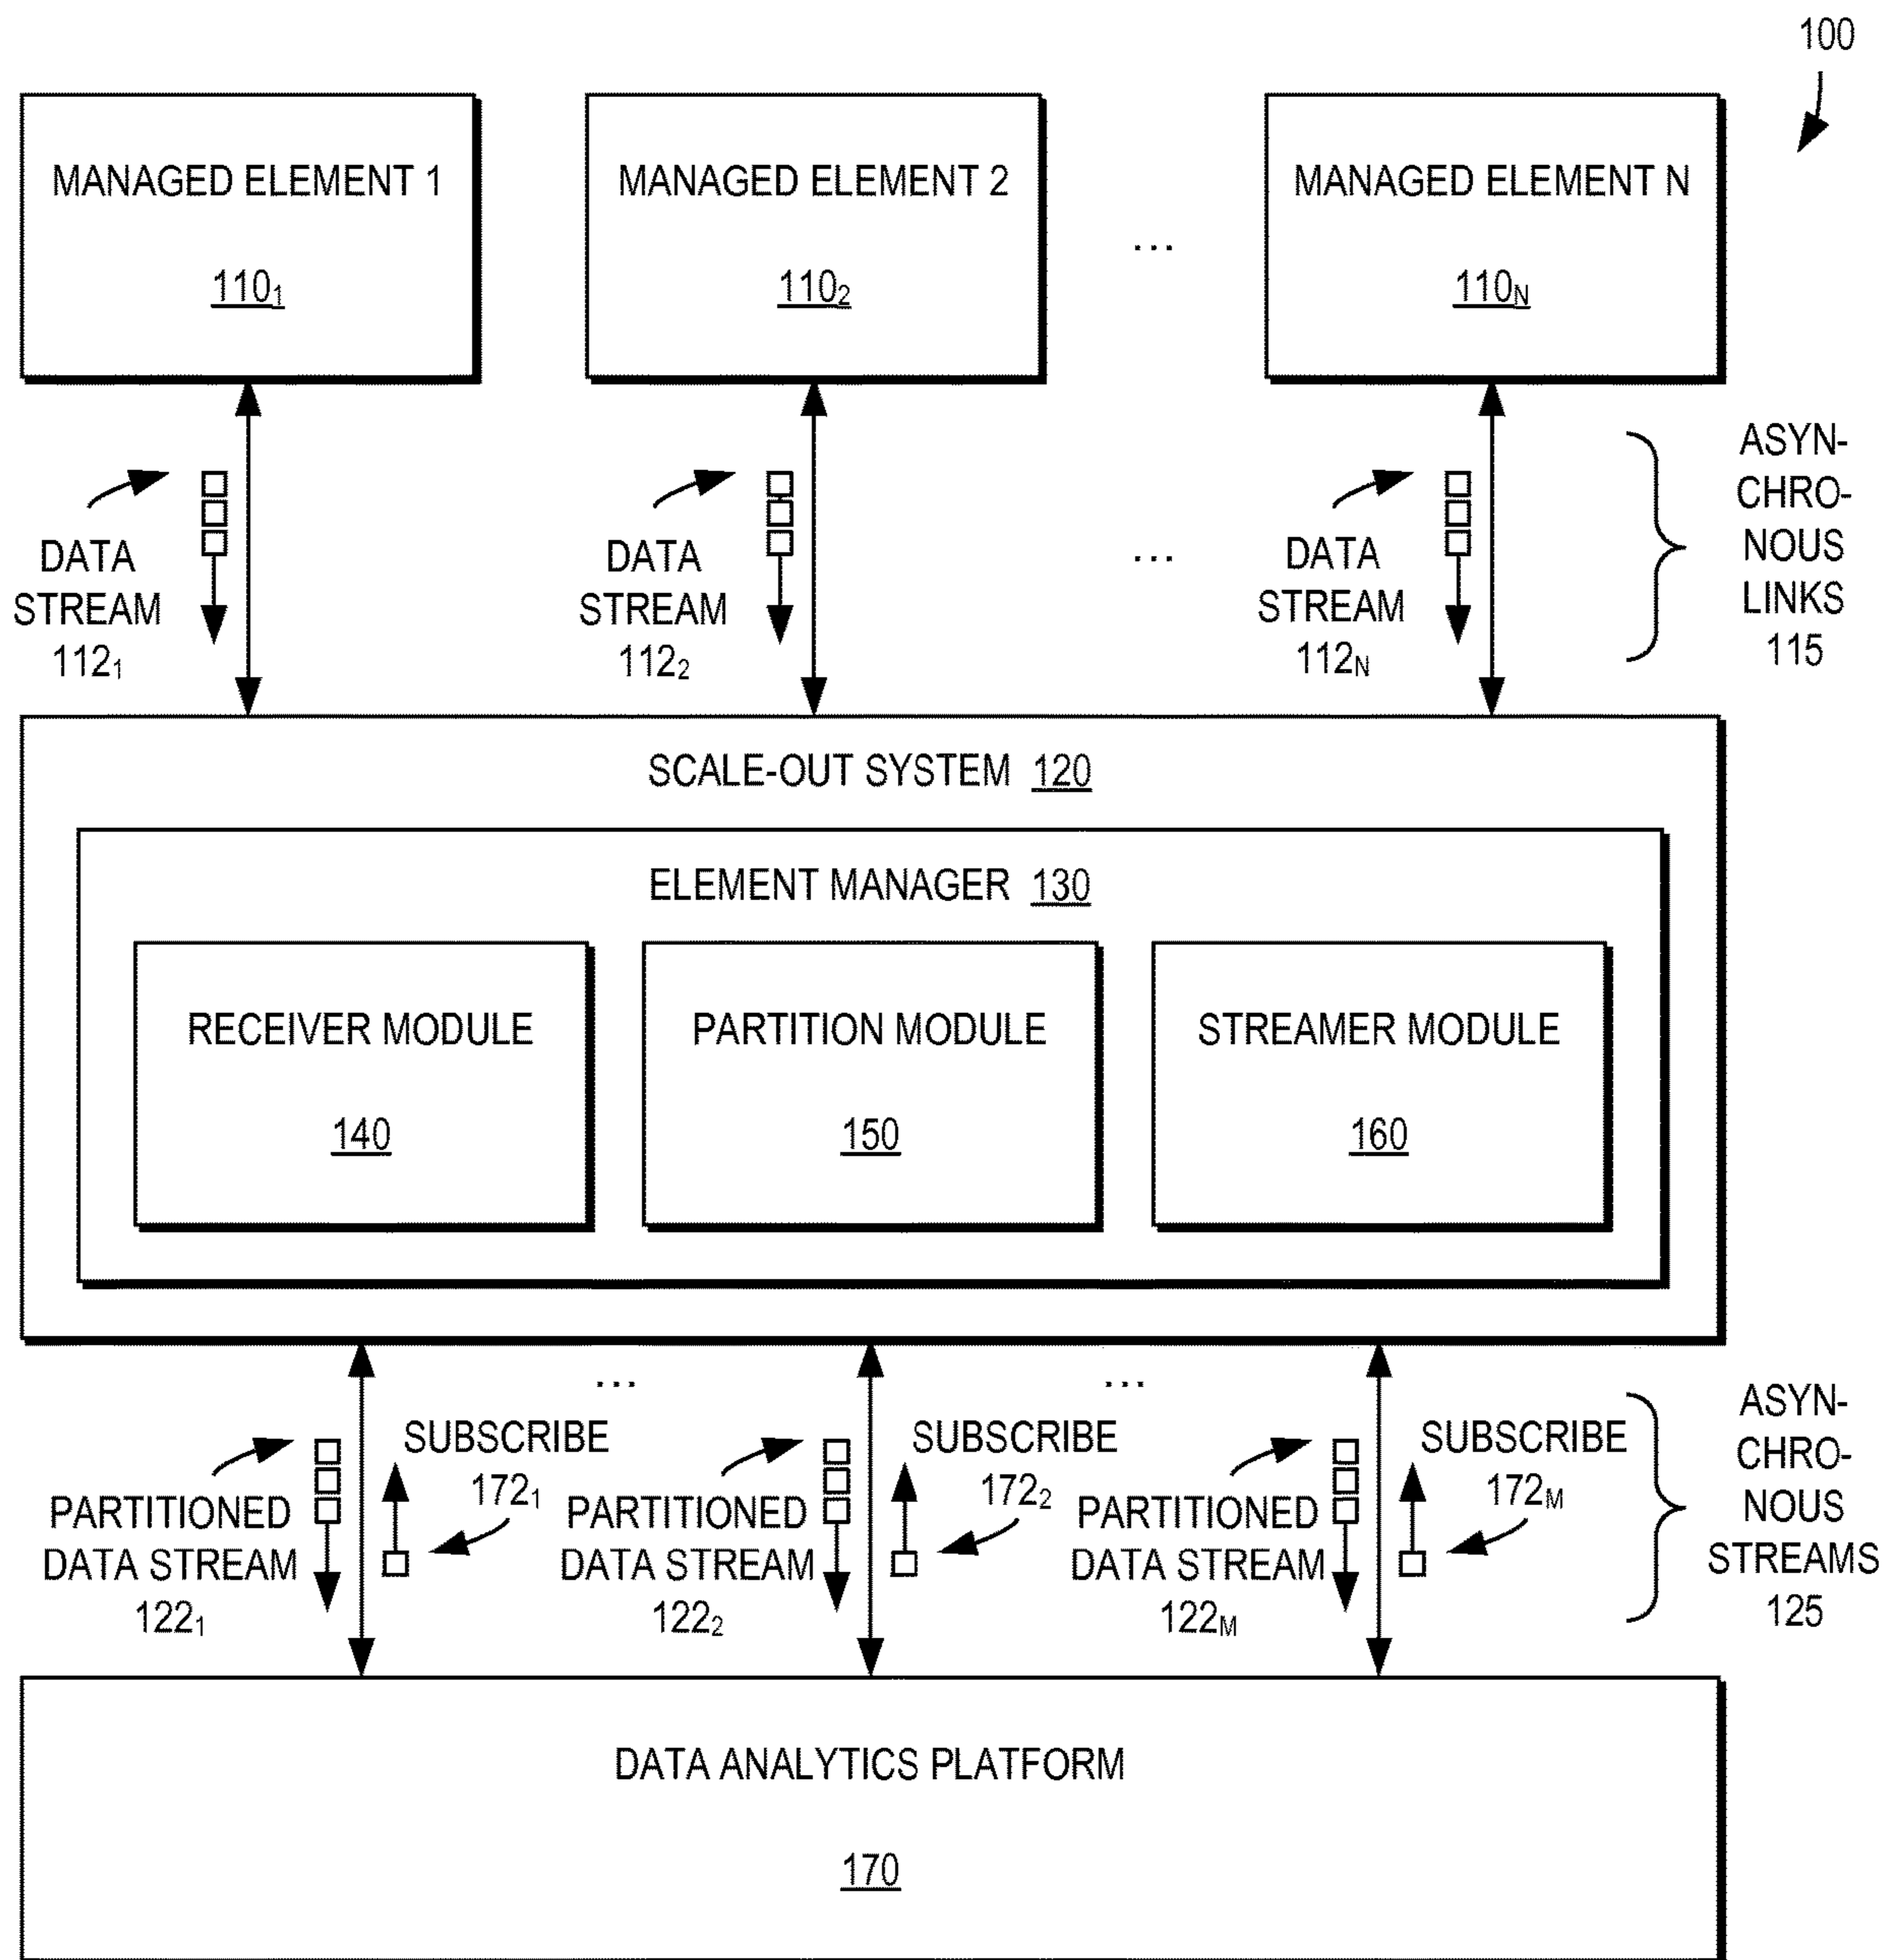 100
MANAGED ELEMENT 1
110₁
MANAGED ELEMENT 2
110₂
...
MANAGED ELEMENT N
110N
DATA
STREAM
112₁
DATA
STREAM
112₂
...
DATA
STREAM
112N
ASYN-
CHRO-
NOUS
LINKS
115
SCALE-OUT SYSTEM 120
ELEMENT MANAGER 130
RECEIVER MODULE
140
PARTITION MODULE
150
STREAMER MODULE
160
...
...
PARTITIONED
DATA STREAM
122₁
SUBSCRIBE
172₁
PARTITIONED
DATA STREAM
122₂
SUBSCRIBE
172₂
PARTITIONED
DATA STREAM
122M
SUBSCRIBE
172M
ASYN-
CHRO-
NOUS
STREAMS
125
DATA ANALYTICS PLATFORM
170